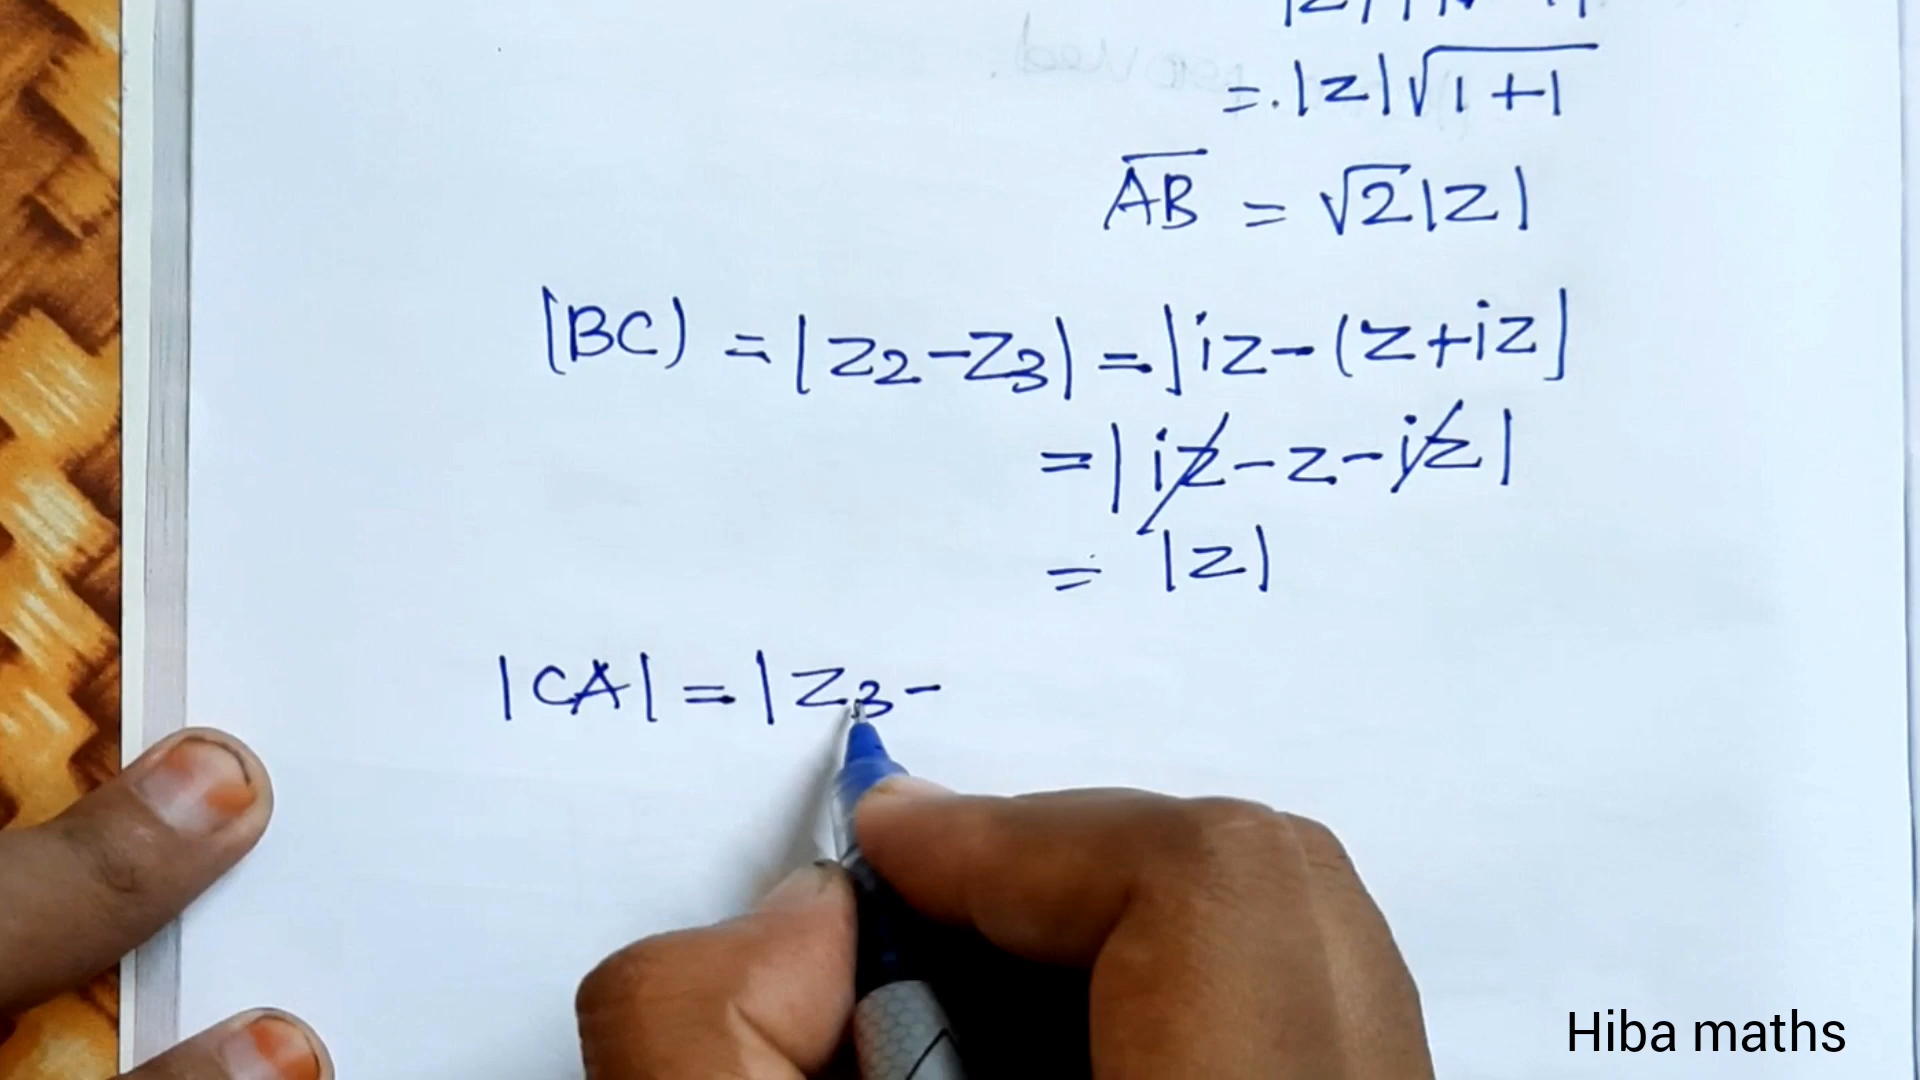 = |z|√1+1
AB = √2|z|
|BC) = |z2-z3| = |iz-(z+iz]
= |iz-z-iz|
= |z|
|CA| = |z3-
Hiba maths